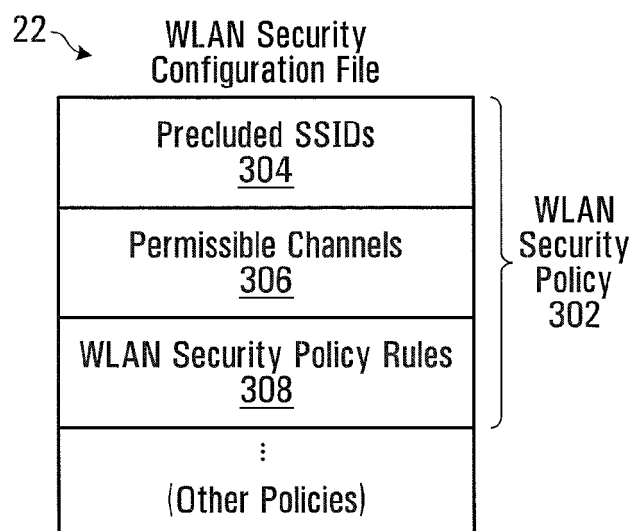 22
WLAN Security
Configuration File
Precluded SSIDs
304
Permissible Channels
306
WLAN Security Policy Rules
308
⋮
(Other Policies)
WLAN
Security
Policy
302